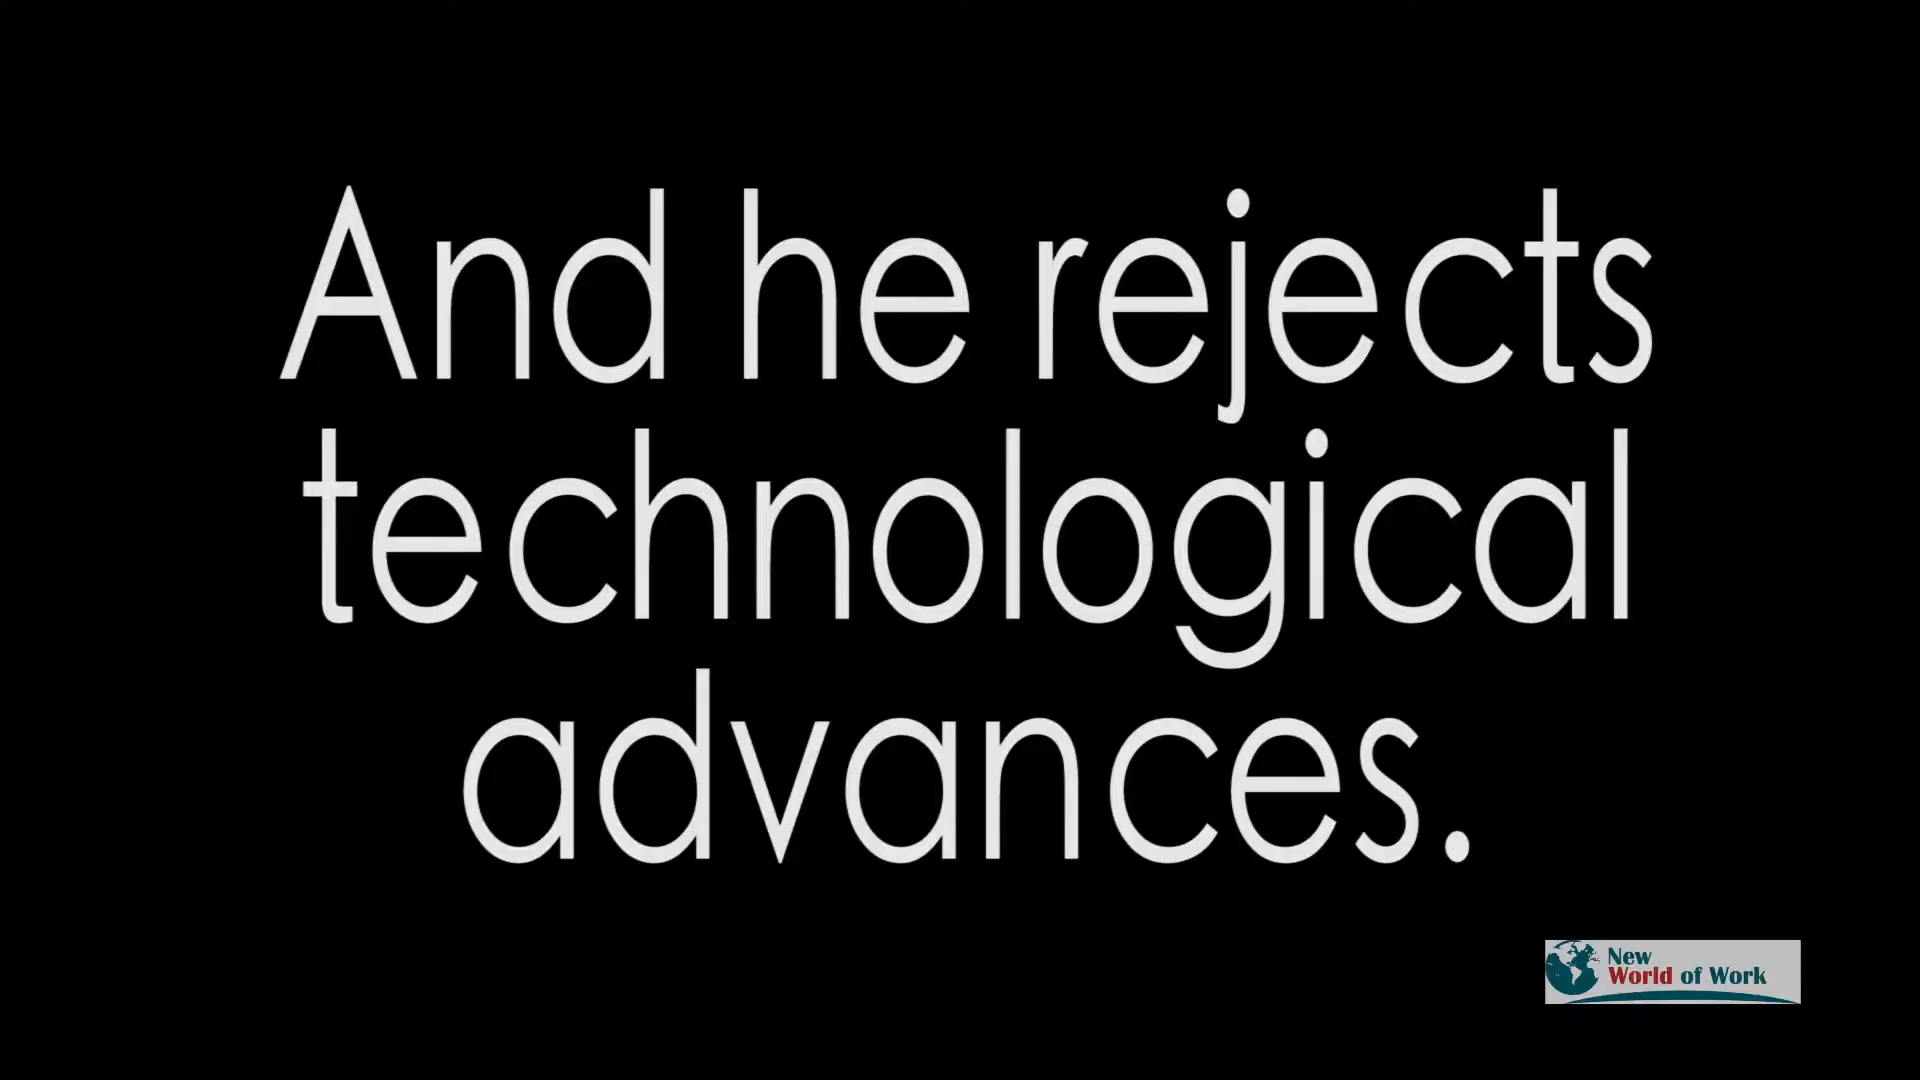 And he rejects
technological
advances.
New
World of Work